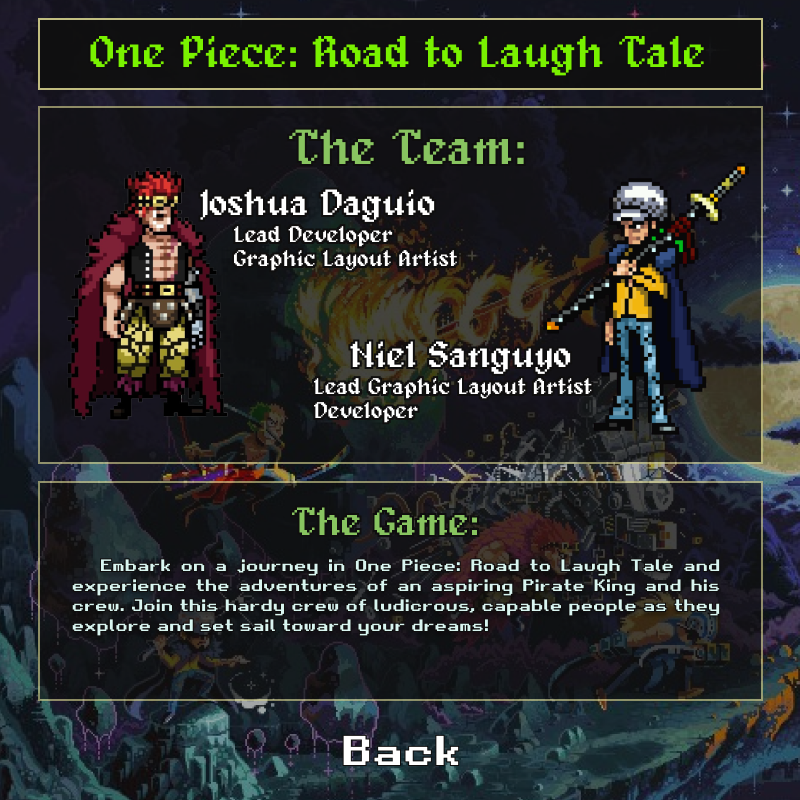 One Piece: Road to Laugh Tale
The Team:
Joshua Daguio
Lead Developer
Graphic Layout Artist
Niel Sanguyo
Lead Graphic Layout Artist
Developer
The Game:
Embark on a journey in One Piece: Road to Laugh Tale and
experience the adventures of an aspiring Pirate King and his
crew. Join this hardy crew of ludicrous, capable people as they
explore and set sail toward your dreams!
Back